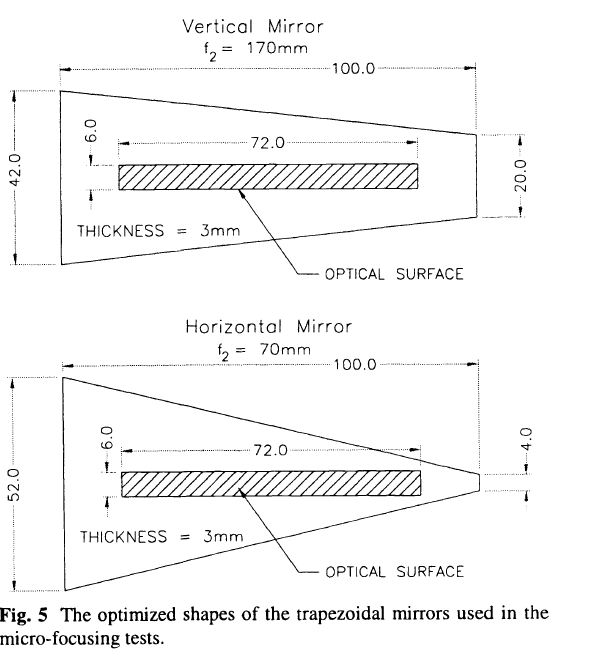 Vertical Mirror
f2 = 170mm
100.0
42.0
6.0
72.0
20.0
THICKNESS = 3mm
OPTICAL SURFACE
Horizontal Mirror
f2 = 70mm
100.0
52.0
6.0
72.0
4.0
THICKNESS = 3mm
OPTICAL SURFACE
Fig. 5 The optimized shapes of the trapezoidal mirrors used in the
micro-focusing tests.